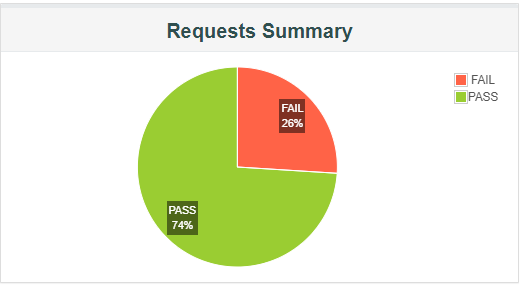 Requests Summary
FAIL
PASS
FAIL
26%
PASS
74%